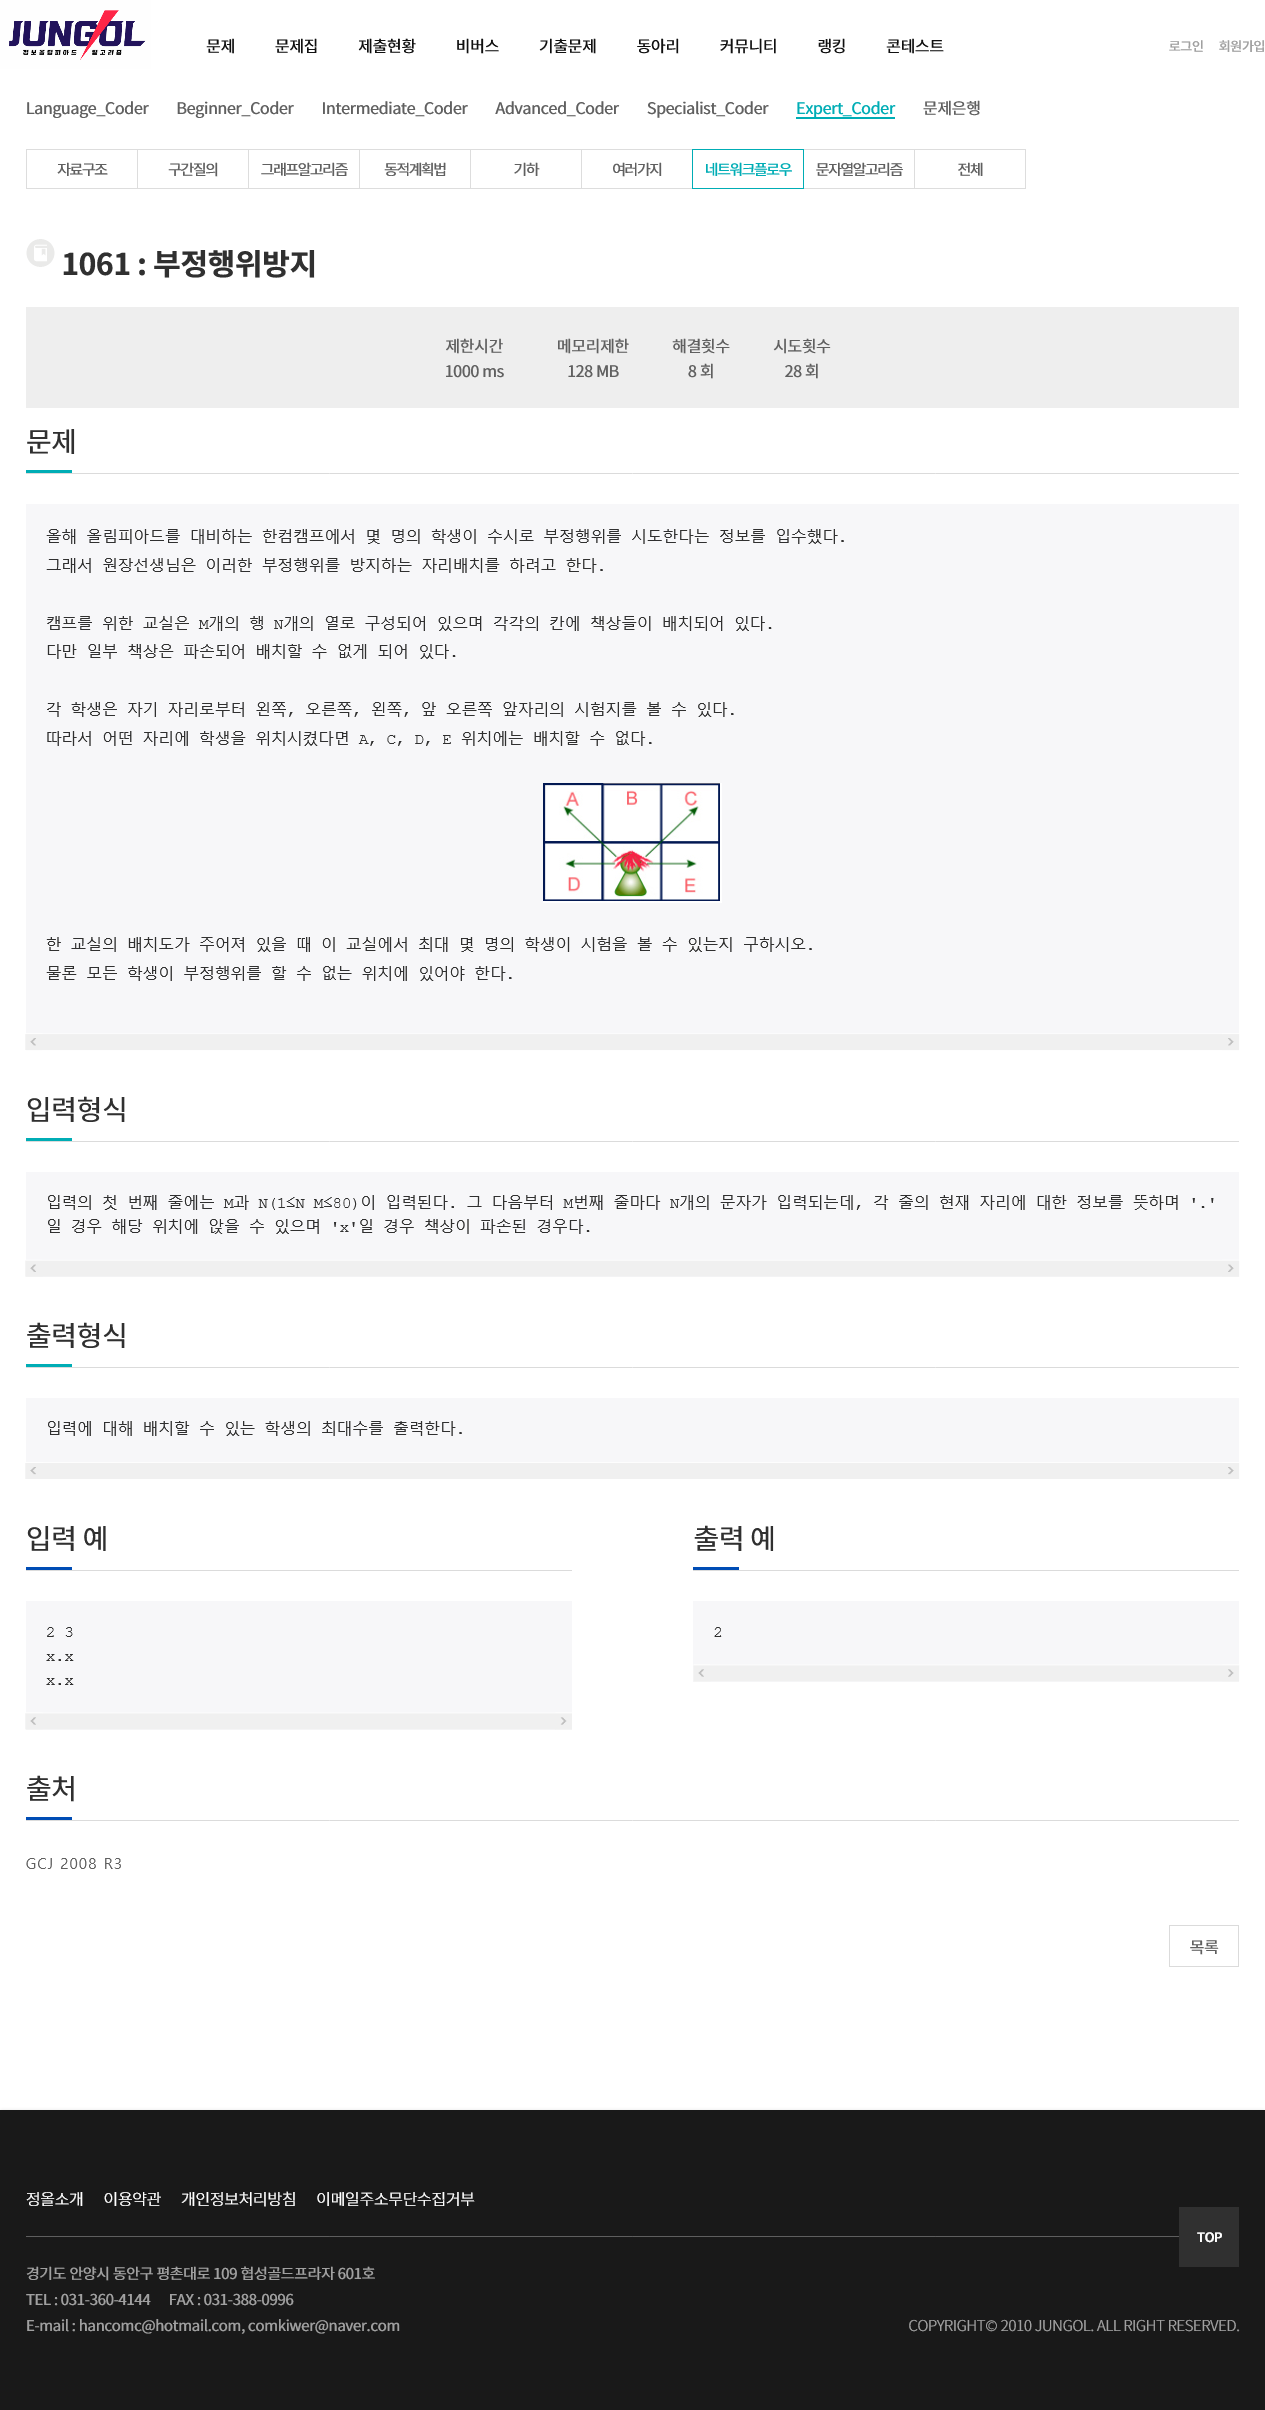 JUNGOL
정보올림피아드 알고리즘
문제 문제집 제출현황 비버스 기출문제 동아리 커뮤니티 랭킹 콘테스트
로그인 회원가입
Language_Coder Beginner_Coder Intermediate_Coder Advanced_Coder Specialist_Coder Expert_Coder 문제은행
자료구조 구간질의 그래프알고리즘 동적계획법 기하 여러가지 네트워크플로우 문자열알고리즘 전체
1061 : 부정행위방지
제한시간 메모리제한 해결횟수 시도횟수
1000 ms 128 MB 8 회 28 회
문제
올해 올림피아드를 대비하는 한컴캠프에서 몇 명의 학생이 수시로 부정행위를 시도한다는 정보를 입수했다.
그래서 원장선생님은 이러한 부정행위를 방지하는 자리배치를 하려고 한다.
캠프를 위한 교실은 M개의 행 N개의 열로 구성되어 있으며 각각의 칸에 책상들이 배치되어 있다.
다만 일부 책상은 파손되어 배치할 수 없게 되어 있다.
각 학생은 자기 자리로부터 왼쪽, 오른쪽, 왼쪽, 앞 오른쪽 앞자리의 시험지를 볼 수 있다.
따라서 어떤 자리에 학생을 위치시켰다면 A, C, D, E 위치에는 배치할 수 없다.
A B C
D E
한 교실의 배치도가 주어져 있을 때 이 교실에서 최대 몇 명의 학생이 시험을 볼 수 있는지 구하시오.
물론 모든 학생이 부정행위를 할 수 없는 위치에 있어야 한다.
입력형식
입력의 첫 번째 줄에는 M과 N(1≤N M≤80)이 입력된다. 그 다음부터 M번째 줄마다 N개의 문자가 입력되는데, 각 줄의 현재 자리에 대한 정보를 뜻하며 '.'
일 경우 해당 위치에 앉을 수 있으며 'x'일 경우 책상이 파손된 경우다.
출력형식
입력에 대해 배치할 수 있는 학생의 최대수를 출력한다.
입력 예
2 3
x.x
x.x
출력 예
2
출처
GCJ 2008 R3
목록
정올소개 이용약관 개인정보처리방침 이메일주소무단수집거부
TOP
경기도 안양시 동안구 평촌대로 109 협성골드프라자 601호
TEL : 031-360-4144 FAX : 031-388-0996
E-mail : hancomc@hotmail.com, comkiwer@naver.com
COPYRIGHT© 2010 JUNGOL. ALL RIGHT RESERVED.